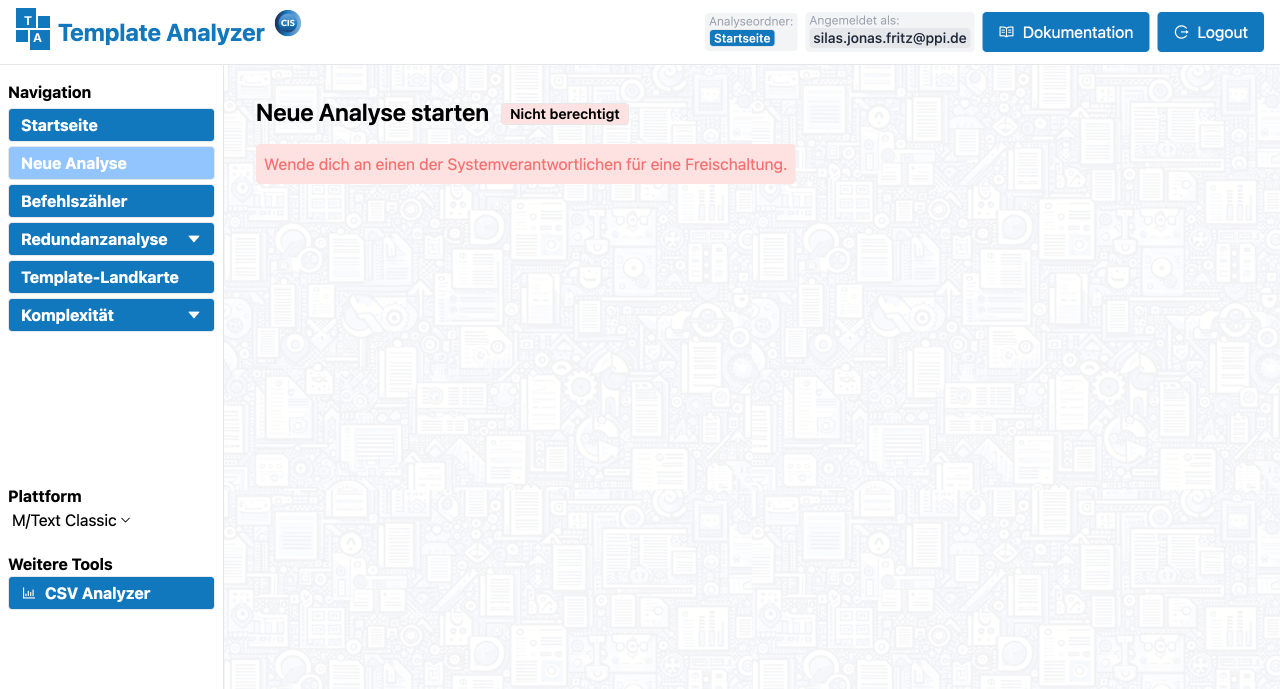 T
A
Template Analyzer
CIS
Analyseordner:
Startseite
Angemeldet als:
silas.jonas.fritz@ppi.de
Dokumentation
Logout
Navigation
Startseite
Neue Analyse
Befehlszähler
Redundanzanalyse
Template-Landkarte
Komplexität
Plattform
M/Text Classic
Weitere Tools
CSV Analyzer
Neue Analyse starten
Nicht berechtigt
Wende dich an einen der Systemverantwortlichen für eine Freischaltung.